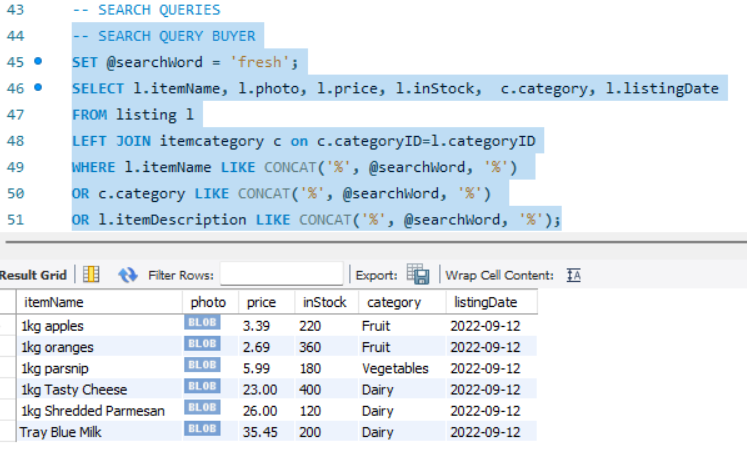 43 -- SEARCH QUERIES
44 -- SEARCH QUERY BUYER
45 SET @searchWord = 'fresh';
46 SELECT l.itemName, l.photo, l.price, l.inStock,  c.category, l.listingDate
47 FROM listing l
48 LEFT JOIN itemcategory c on c.categoryID=l.categoryID
49 WHERE l.itemName LIKE CONCAT('%', @searchWord, '%')
50 OR c.category LIKE CONCAT('%', @searchWord, '%')
51 OR l.itemDescription LIKE CONCAT('%', @searchWord, '%');
Result Grid Filter Rows: Export: Wrap Cell Content: IA
itemName photo price inStock category listingDate
1kg apples BLOB 3.39 220 Fruit 2022-09-12
1kg oranges BLOB 2.69 360 Fruit 2022-09-12
1kg parsnip BLOB 5.99 180 Vegetables 2022-09-12
1kg Tasty Cheese BLOB 23.00 400 Dairy 2022-09-12
1kg Shredded Parmesan BLOB 26.00 120 Dairy 2022-09-12
Tray Blue Milk BLOB 35.45 200 Dairy 2022-09-12